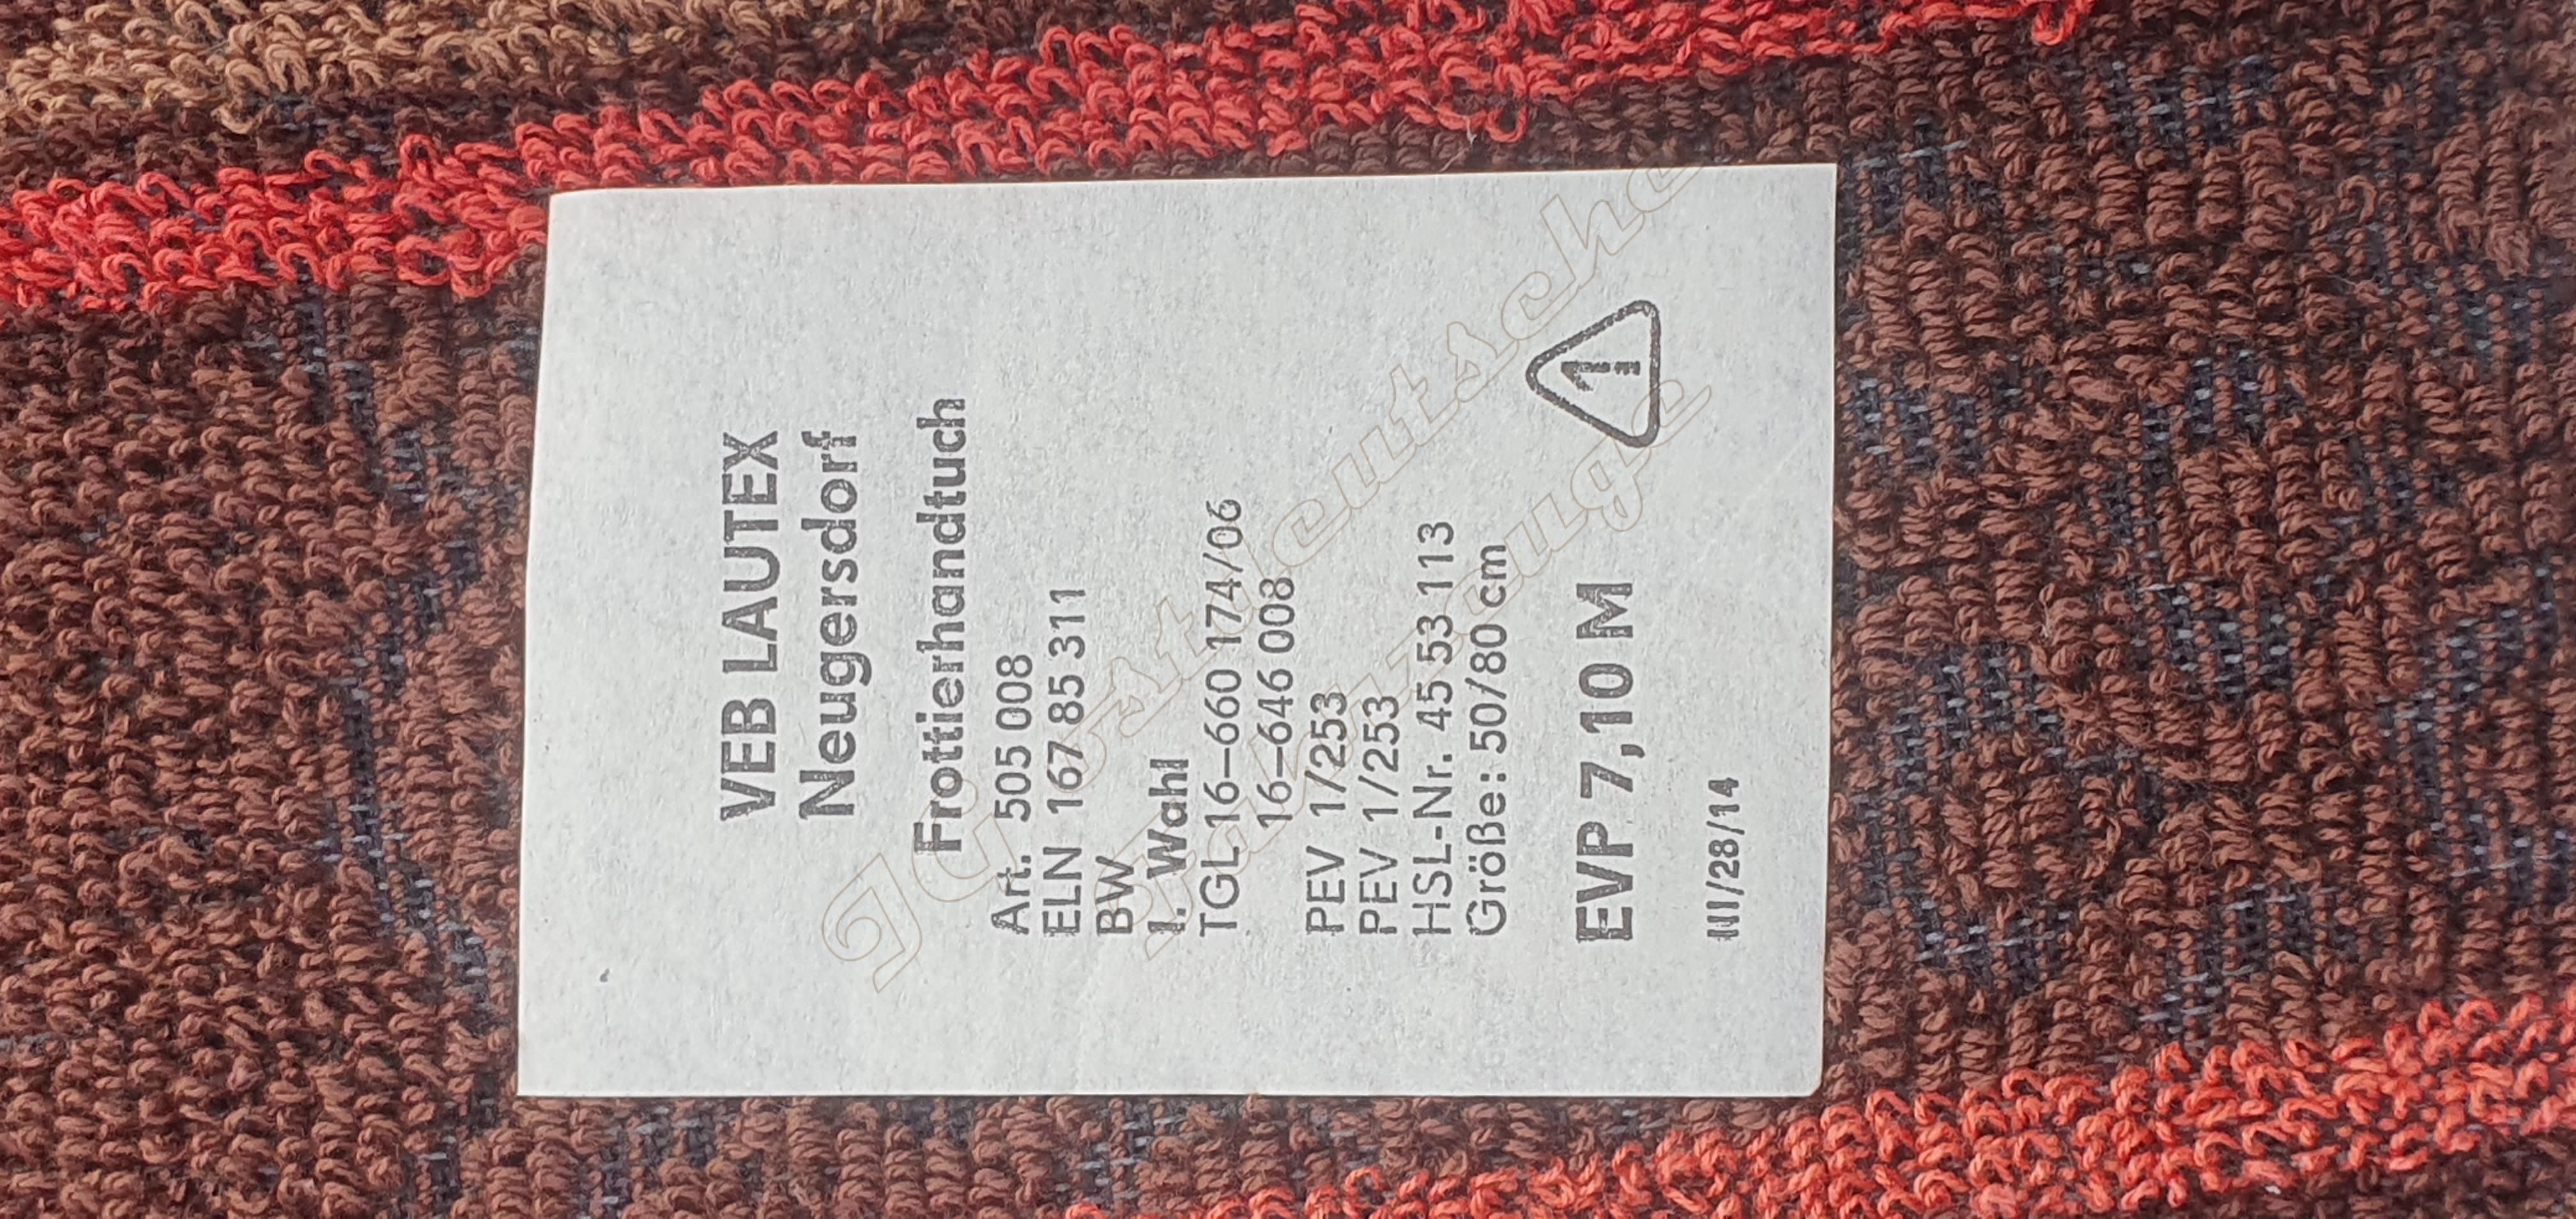 VEB LAUTEX
Neugersdorf
Frottierhandtuch
Art. 505 008
ELN 167 85 311
BW
I. Wahl
TGL 16–660 174/06
16–646 008
PEV 1/253
PEV 1/253
HSL-Nr. 45 53 113
Größe: 50/80 cm
EVP 7,10 M
1
III/28/14